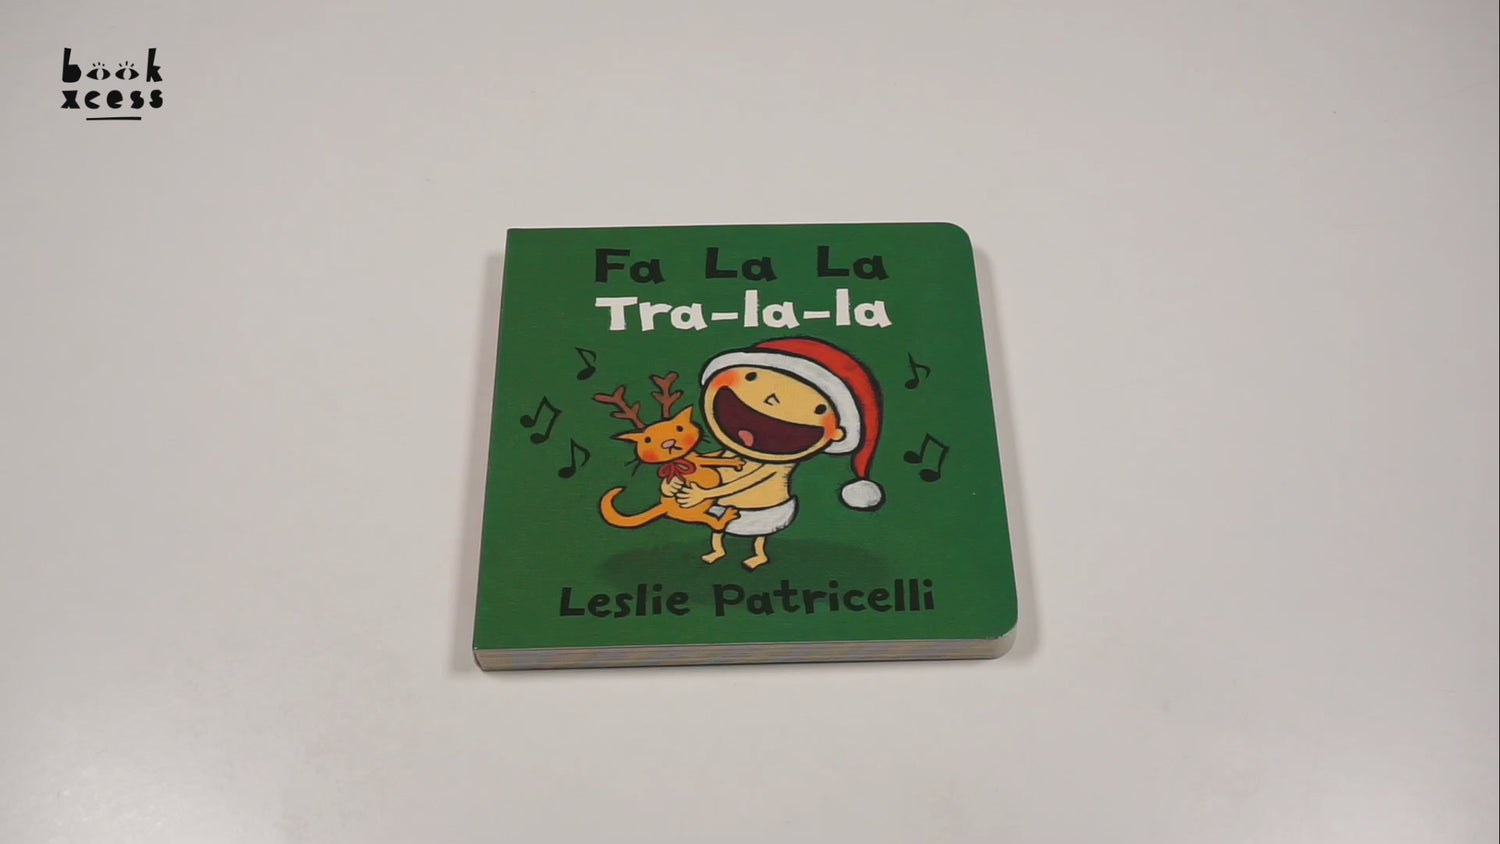 book
xcess
Fa La La
Tra-la-la
Leslie Patricelli